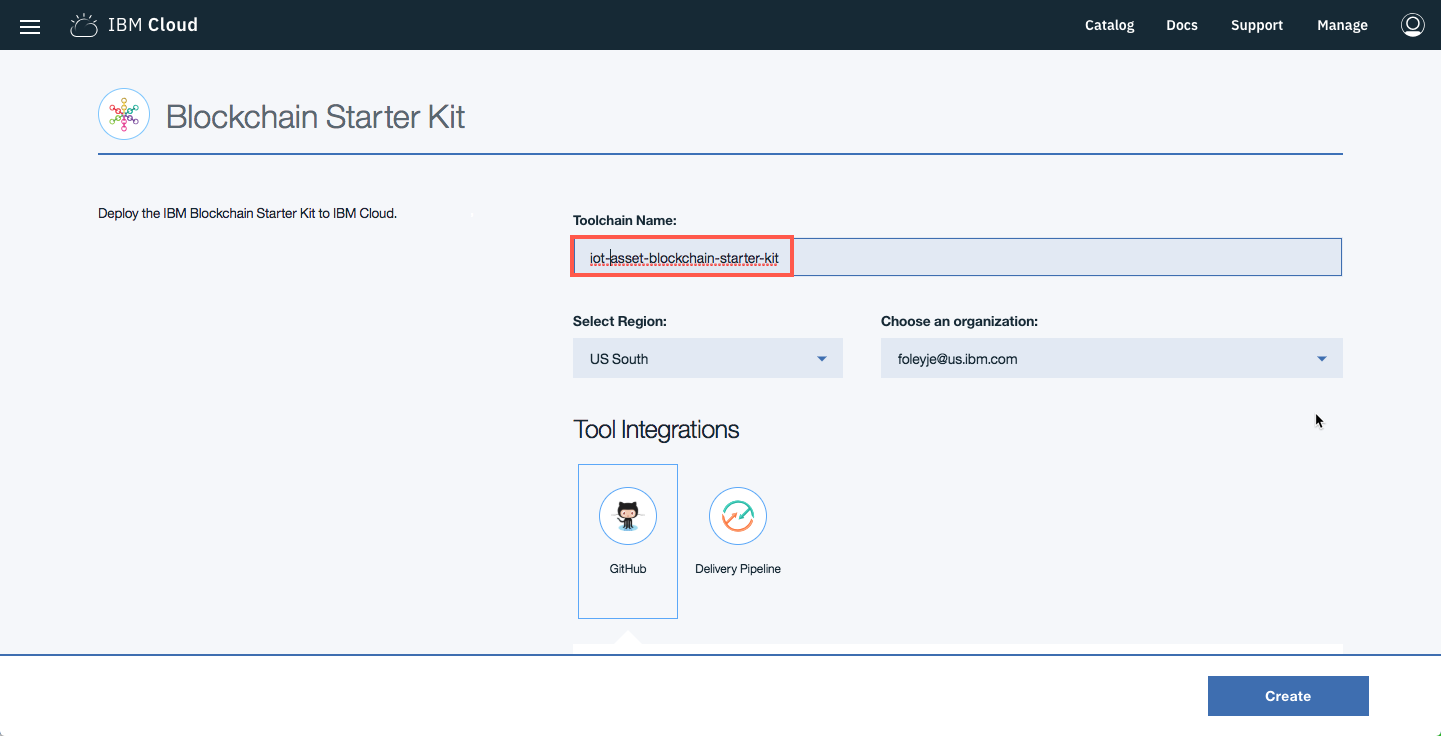 IBM Cloud
Catalog Docs Support Manage
Blockchain Starter Kit
Deploy the IBM Blockchain Starter Kit to IBM Cloud.
Toolchain Name:
iot-asset-blockchain-starter-kit
Select Region: Choose an organization:
US South foleyje@us.ibm.com
Tool Integrations
GitHub Delivery Pipeline
Create